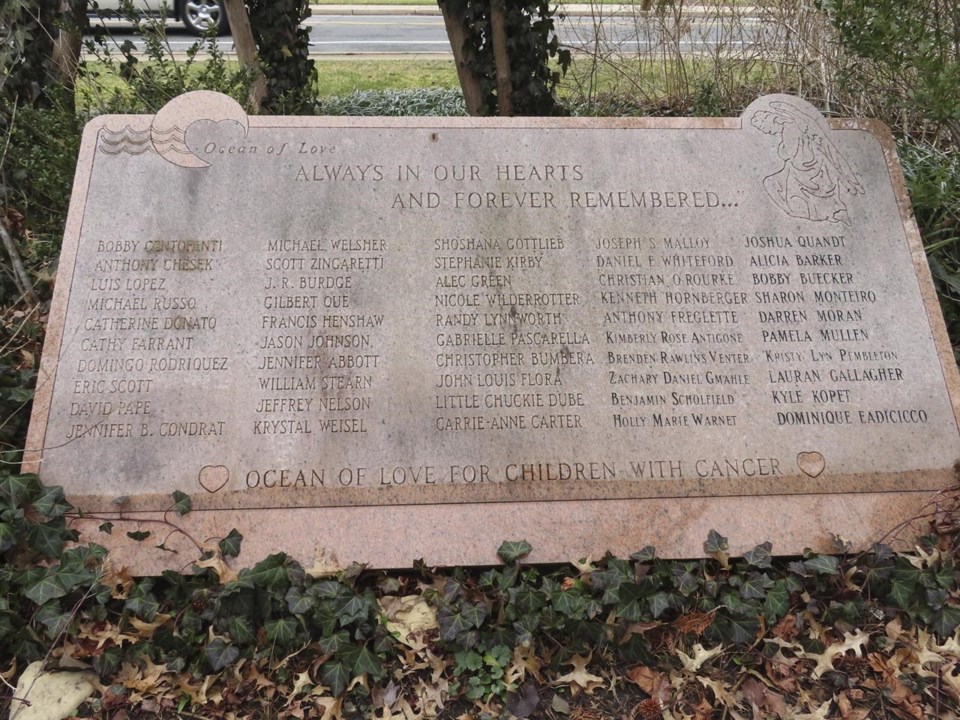 Ocean of Love
"ALWAYS IN OUR HEARTS
AND FOREVER REMEMBERED..."
BOBBY CENTOFANTI
ANTHONY CHESEK
LUIS LOPEZ
MICHAEL RUSSO
CATHERINE DONATO
CATHY FARRANT
DOMINGO RODRIQUEZ
ERIC SCOTT
DAVID PAPE
JENNIFER B. CONDRAT
MICHAEL WELSHER
SCOTT ZINGARETTI
J. R. BURDGE
GILBERT QUE
FRANCIS HENSHAW
JASON JOHNSON
JENNIFER ABBOTT
WILLIAM STEARN
JEFFREY NELSON
KRYSTAL WEISEL
SHOSHANA GOTTLIEB
STEPHANIE KIRBY
ALEC GREEN
NICOLE WILDERROTTER
RANDY LYNNWORTH
GABRIELLE PASCARELLA
CHRISTOPHER BUMBERA
JOHN LOUIS FLORA
LITTLE CHUCKIE DUBE
CARRIE-ANNE CARTER
JOSEPH S. MALLOY
DANIEL F. WHITEFORD
CHRISTIAN O'ROURKE
KENNETH HORNBERGER
ANTHONY FREGLETTE
KIMBERLY ROSE ANTIGONE
BRENDEN RAWLINS VENTER
ZACHARY DANIEL GMAHLE
BENJAMIN SCHOLFIELD
HOLLY MARIE WARNET
JOSHUA QUANDT
ALICIA BARKER
BOBBY BUECKER
SHARON MONTEIRO
DARREN MORAN
PAMELA MULLEN
KRISTY LYN PEMBLETON
LAURAN GALLAGHER
KYLE KOPET
DOMINIQUE EADICICCO
OCEAN OF LOVE FOR CHILDREN WITH CANCER